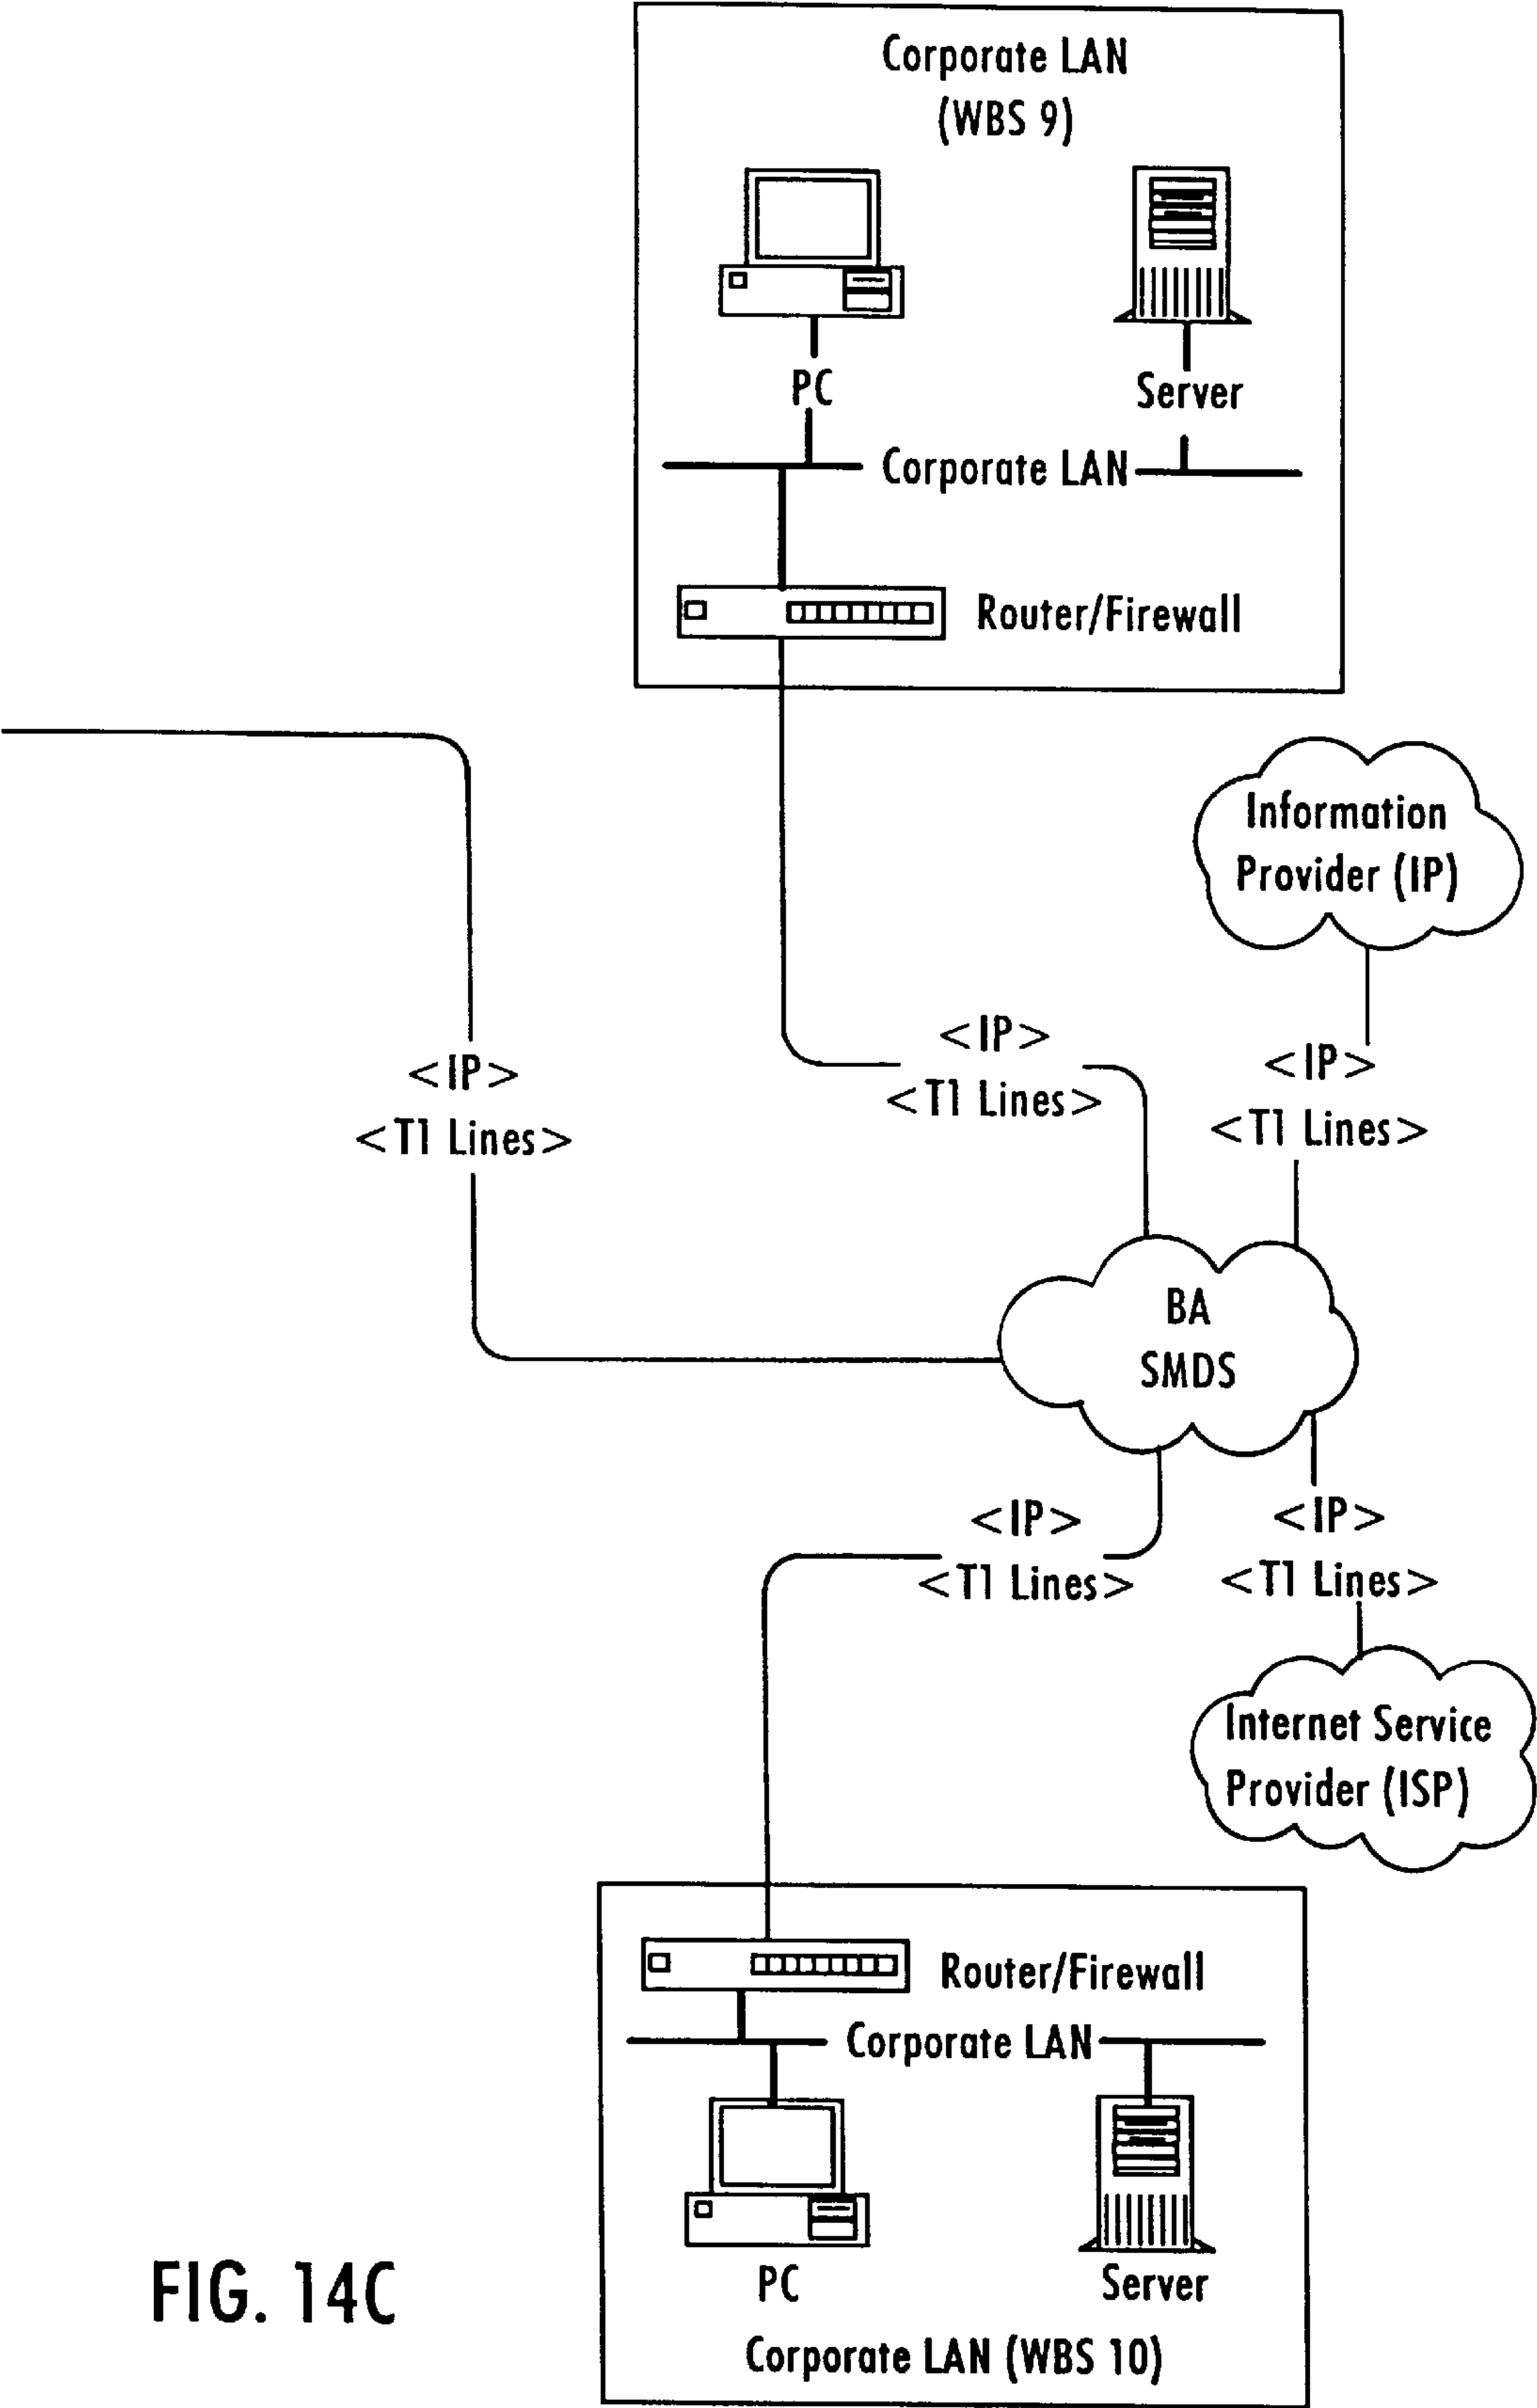 Corporate LAN
(WBS 9)
PC
Server
Corporate LAN
Router/Firewall
Information
Provider (IP)
<IP>
<T1 Lines>
<IP>
<T1 Lines>
<IP>
<T1 Lines>
BA
SMDS
<IP>
<T1 Lines>
<IP>
<T1 Lines>
Internet Service
Provider (ISP)
Router/Firewall
Corporate LAN
PC
Server
Corporate LAN (WBS 10)
FIG. 14C